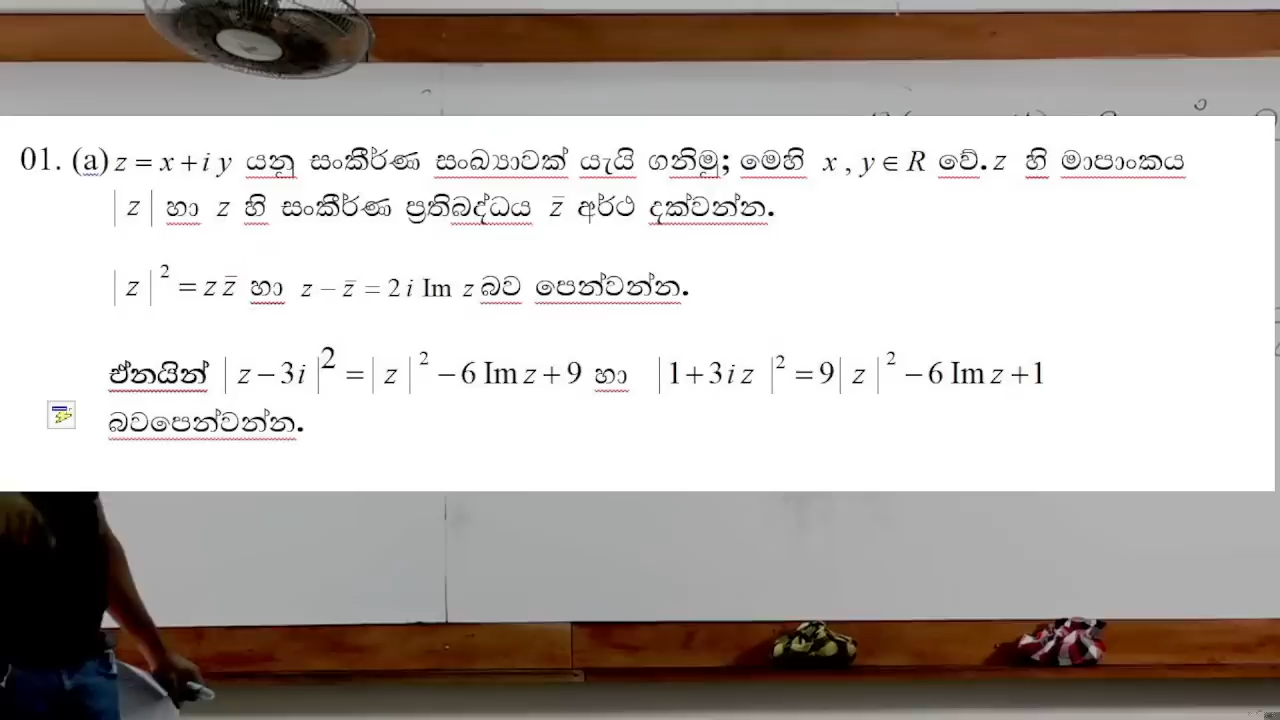 01. (a) z = x + i y යනු සංකීර්ණ සංඛ්‍යාවක් යැයි ගනිමු; මෙහි x , y ∈ R වේ. z හි මාපාංකය
| z | හා z හි සංකීර්ණ ප්‍රතිබද්ධය z̅ අර්ථ දක්වන්න.
| z |² = z z̅ හා z − z̅ = 2 i Im z බව පෙන්වන්න.
ඒනයින් | z − 3i |² = | z |² − 6 Im z + 9 හා | 1 + 3i z |² = 9 | z |² − 6 Im z + 1
බවපෙන්වන්න.